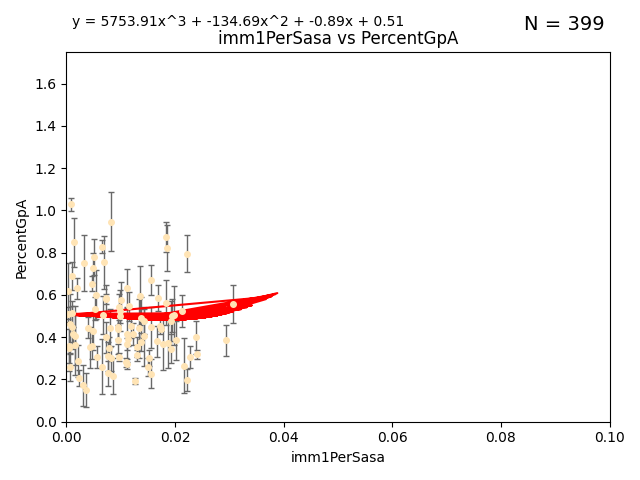 y = 5753.91x^3 + -134.69x^2 + -0.89x + 0.51
N = 399
imm1PerSasa vs PercentGpA
PercentGpA
1.6
1.4
1.2
1.0
0.8
0.6
0.4
0.2
0.0
0.00 0.02 0.04 0.06 0.08 0.10
imm1PerSasa